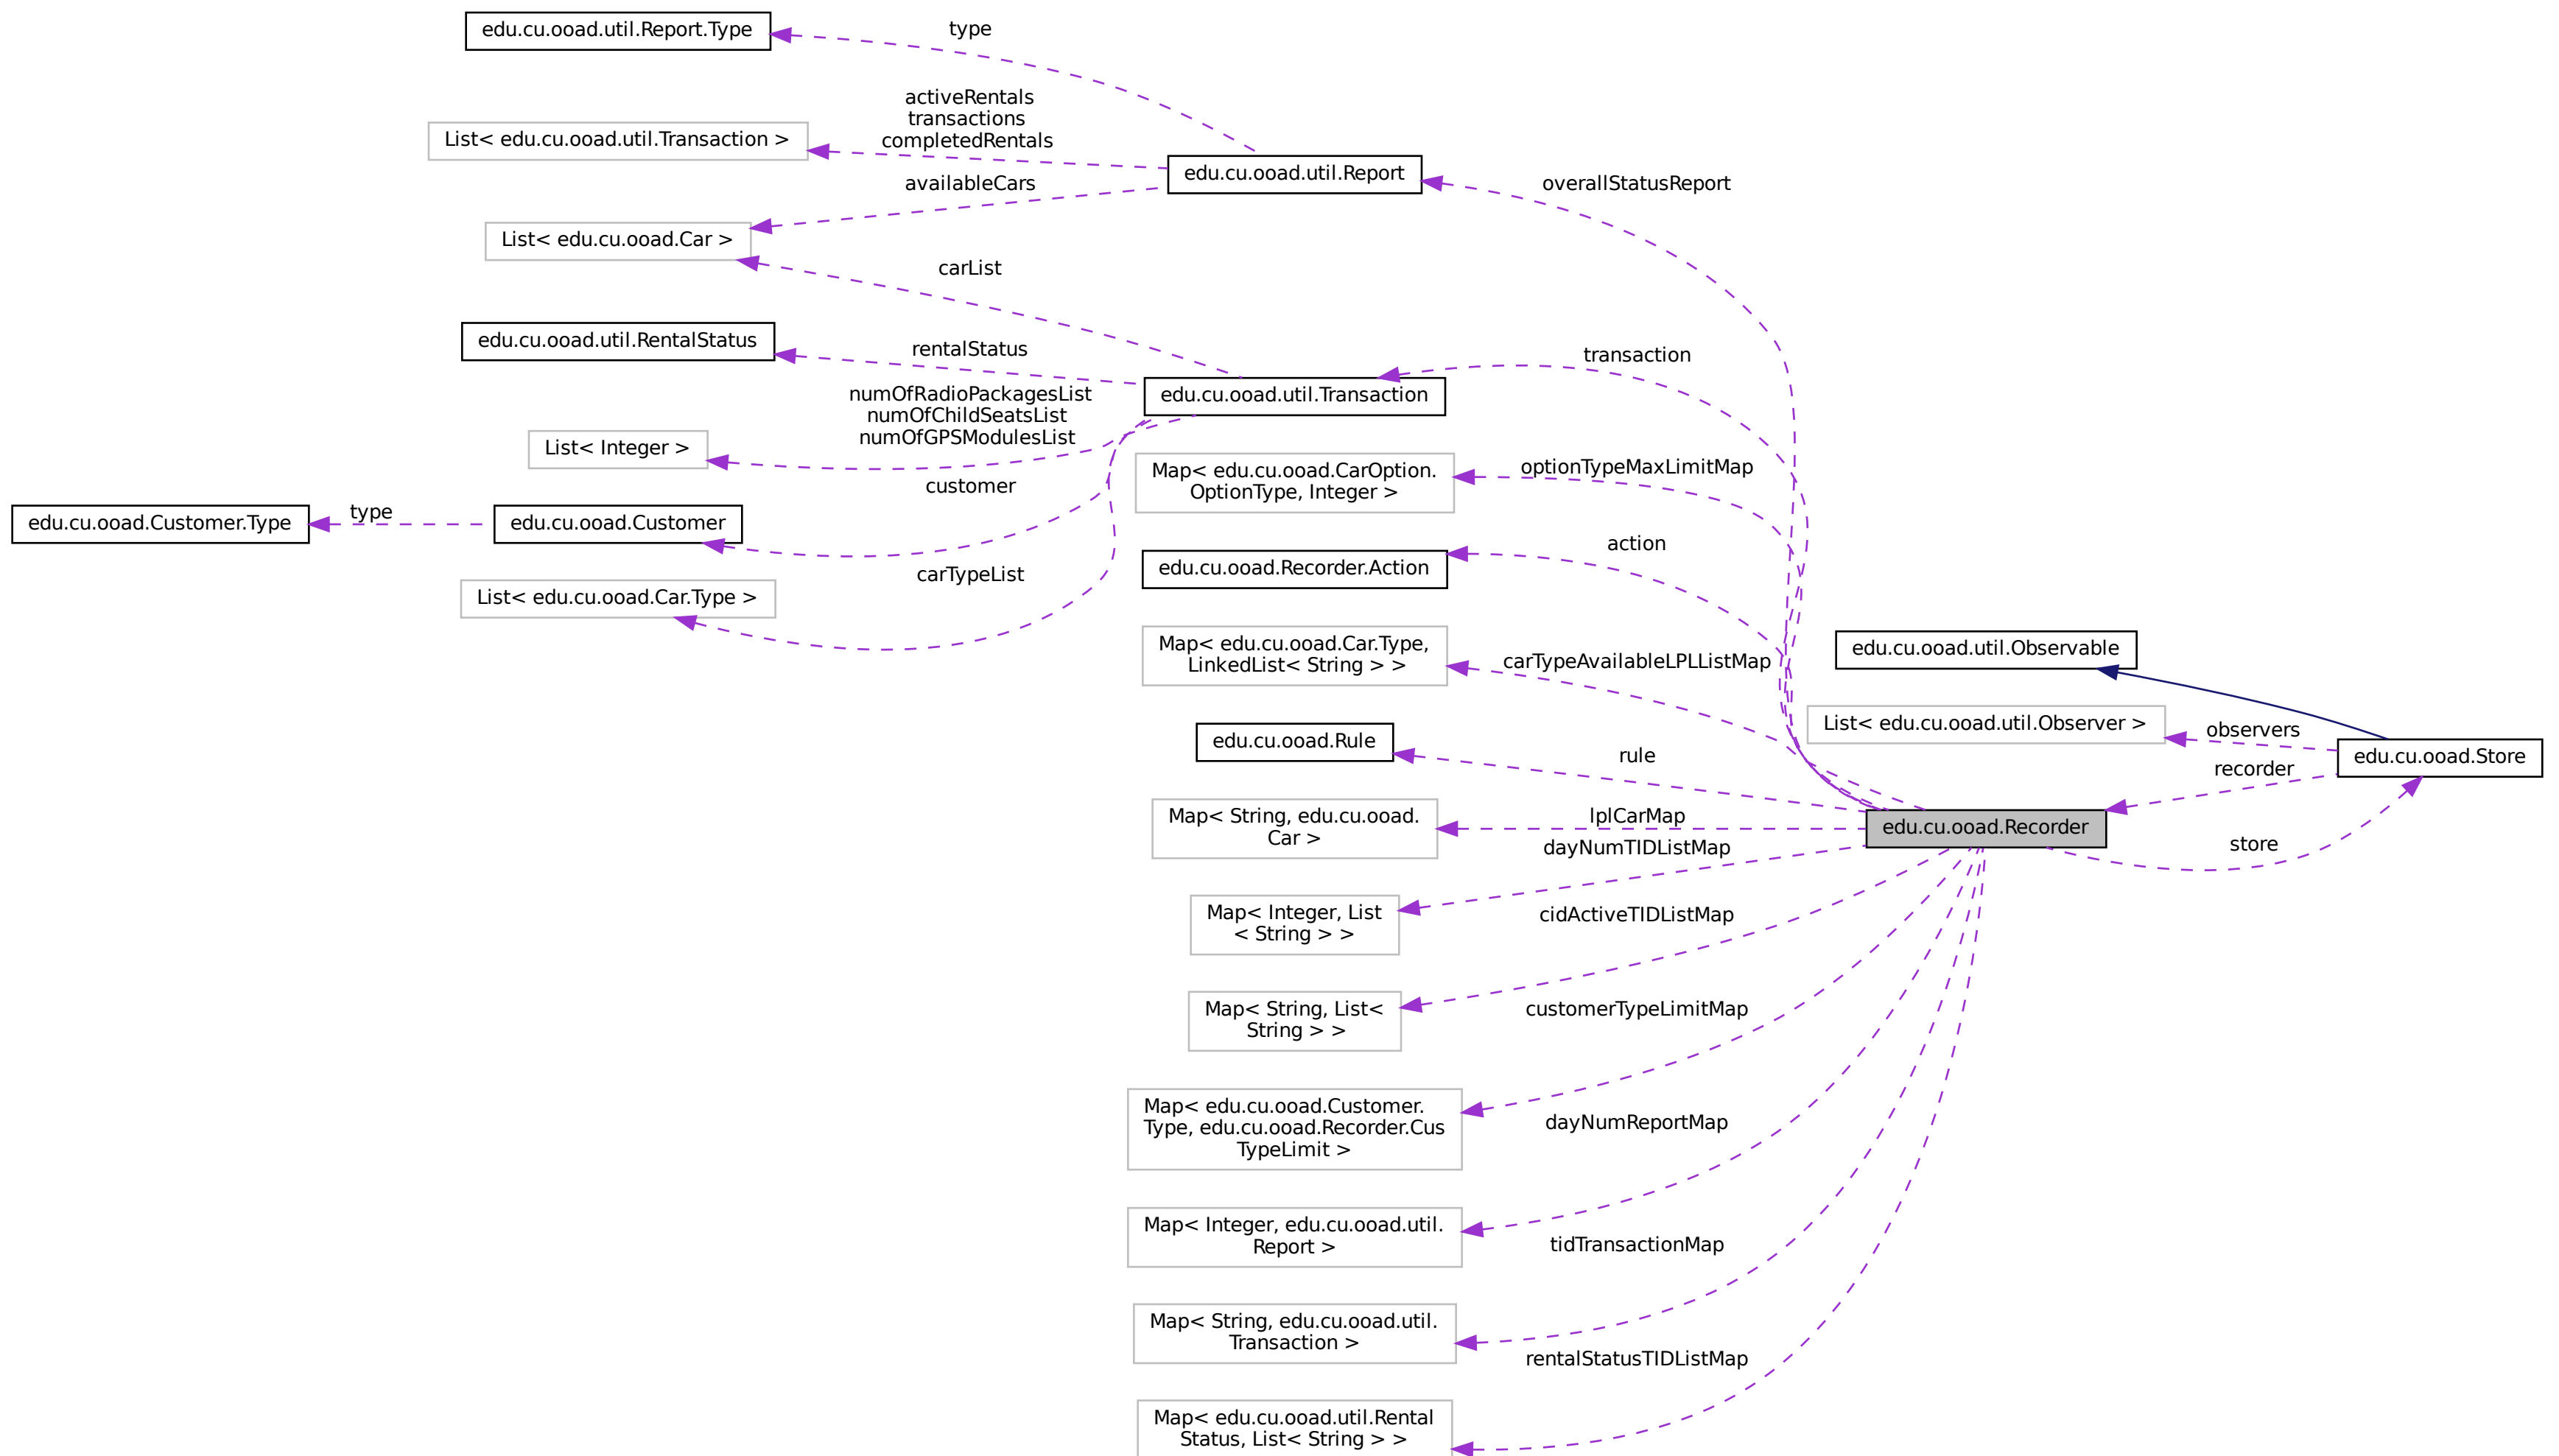 edu.cu.ooad.util.Report.Type
type
activeRentals
transactions
completedRentals
List< edu.cu.ooad.util.Transaction >
edu.cu.ooad.util.Report
availableCars
overallStatusReport
List< edu.cu.ooad.Car >
carList
edu.cu.ooad.util.RentalStatus
rentalStatus
transaction
edu.cu.ooad.util.Transaction
numOfRadioPackagesList
numOfChildSeatsList
numOfGPSModulesList
List< Integer >
Map< edu.cu.ooad.CarOption.
OptionType, Integer >
optionTypeMaxLimitMap
customer
edu.cu.ooad.Customer.Type
type
edu.cu.ooad.Customer
action
edu.cu.ooad.Recorder.Action
carTypeList
List< edu.cu.ooad.Car.Type >
Map< edu.cu.ooad.Car.Type,
LinkedList< String > >
carTypeAvailableLPLListMap
edu.cu.ooad.util.Observable
List< edu.cu.ooad.util.Observer >
observers
edu.cu.ooad.Rule
rule
edu.cu.ooad.Store
recorder
Map< String, edu.cu.ooad.
Car >
lplCarMap
edu.cu.ooad.Recorder
dayNumTIDListMap
store
Map< Integer, List
< String > >
cidActiveTIDListMap
Map< String, List<
String > >
customerTypeLimitMap
Map< edu.cu.ooad.Customer.
Type, edu.cu.ooad.Recorder.Cus
TypeLimit >
dayNumReportMap
Map< Integer, edu.cu.ooad.util.
Report >
tidTransactionMap
Map< String, edu.cu.ooad.util.
Transaction >
rentalStatusTIDListMap
Map< edu.cu.ooad.util.Rental
Status, List< String > >